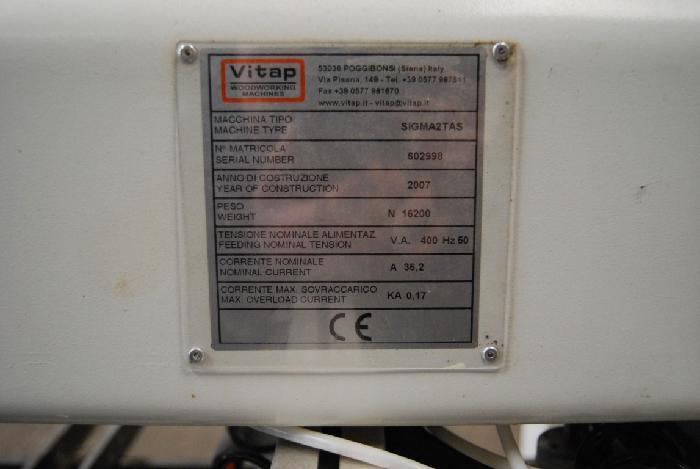 Vitap
WOODWORKING
MACHINES
53036 POGGIBONSI (Siena) Italy
Via Pisana, 149 - Tel. +39 0577 987511
Fax +39 0577 981670
www.vitap.it - vitap@vitap.it
MACCHINA TIPO
MACHINE TYPE
SIGMA2TAS
N° MATRICOLA
SERIAL NUMBER
602998
ANNO DI COSTRUZIONE
YEAR OF CONSTRUCTION
2007
PESO
WEIGHT
N 16200
TENSIONE NOMINALE ALIMENTAZ.
FEEDING NOMINAL TENSION
V.A. 400 Hz 50
CORRENTE NOMINALE
NOMINAL CURRENT
A 36,2
CORRENTE MAX. SOVRACCARICO
MAX. OVERLOAD CURRENT
KA 0,17
CE